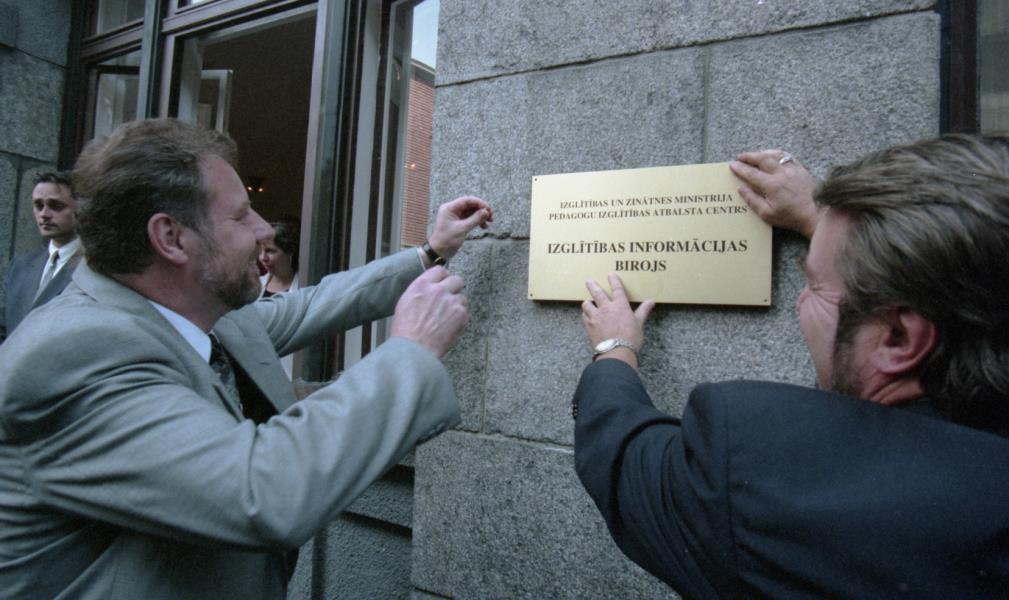 IZGLĪTĪBAS UN ZINĀTNES MINISTRIJA
PEDAGOGU IZGLĪTĪBAS ATBALSTA CENTRS
IZGLĪTĪBAS INFORMĀCIJAS
BIROJS